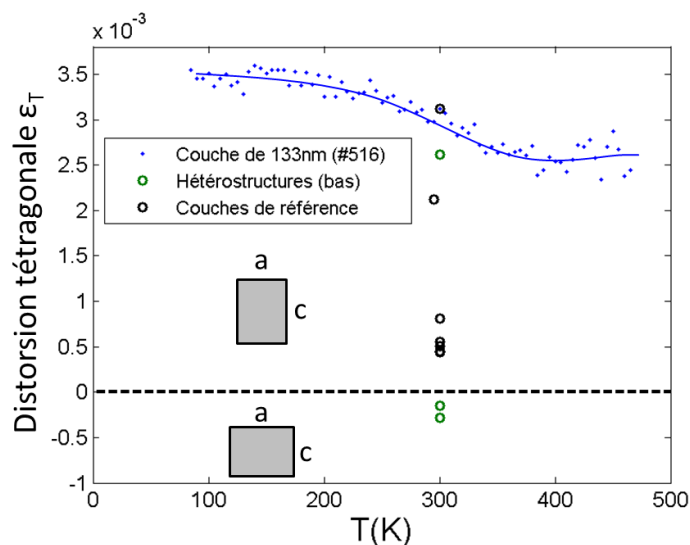 x 10⁻³
Distorsion tétragonale εT
3.5
3
2.5
2
1.5
1
0.5
0
-0.5
-1
Couche de 133nm (#516)
Hétérostructures (bas)
Couches de référence
a
c
a
c
0
100
200
300
400
500
T(K)